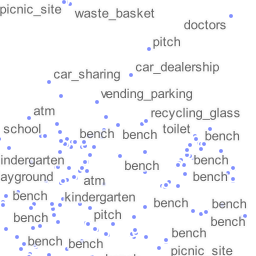 picnic_site
waste_basket
doctors
pitch
car_dealership
car_sharing
vending_parking
atm
recycling_glass
school
bench
bench
toilet
bench
indergarten
bench
bench
ayground
atm
bench
bench
kindergarten
bench
bench
bench
pitch
bench
bench
bench
bench
picnic_site